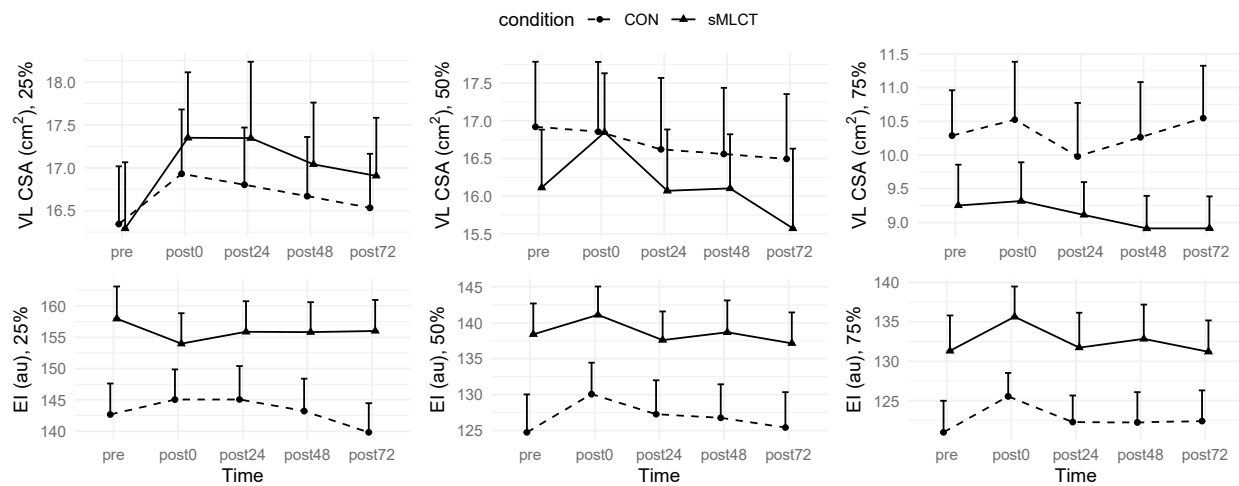 condition CON sMLCT
VL CSA (cm²), 25%
18.0
17.5
17.0
16.5
pre post0 post24 post48 post72
VL CSA (cm²), 50%
17.5
17.0
16.5
16.0
15.5
pre post0 post24 post48 post72
VL CSA (cm²), 75%
11.5
11.0
10.5
10.0
9.5
9.0
pre post0 post24 post48 post72
EI (au), 25%
160
155
150
145
140
pre post0 post24 post48 post72
Time
EI (au), 50%
145
140
135
130
125
pre post0 post24 post48 post72
Time
EI (au), 75%
140
135
130
125
pre post0 post24 post48 post72
Time